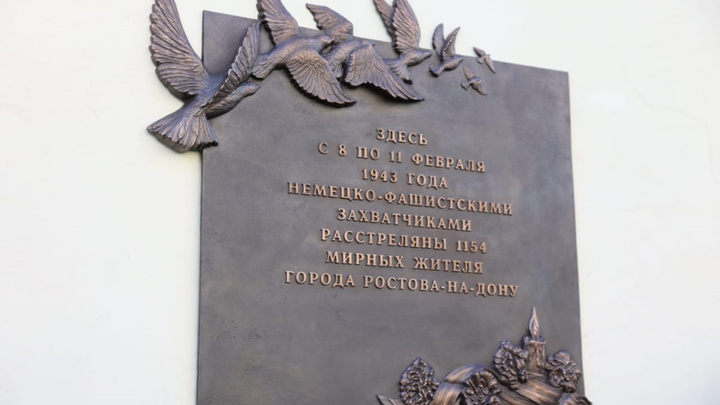 ЗДЕСЬ
С 8 ПО 11 ФЕВРАЛЯ
1943 ГОДА
НЕМЕЦКО-ФАШИСТСКИМИ
ЗАХВАТЧИКАМИ
РАССТРЕЛЯНЫ 1154
МИРНЫХ ЖИТЕЛЯ
ГОРОДА РОСТОВА-НА-ДОНУ